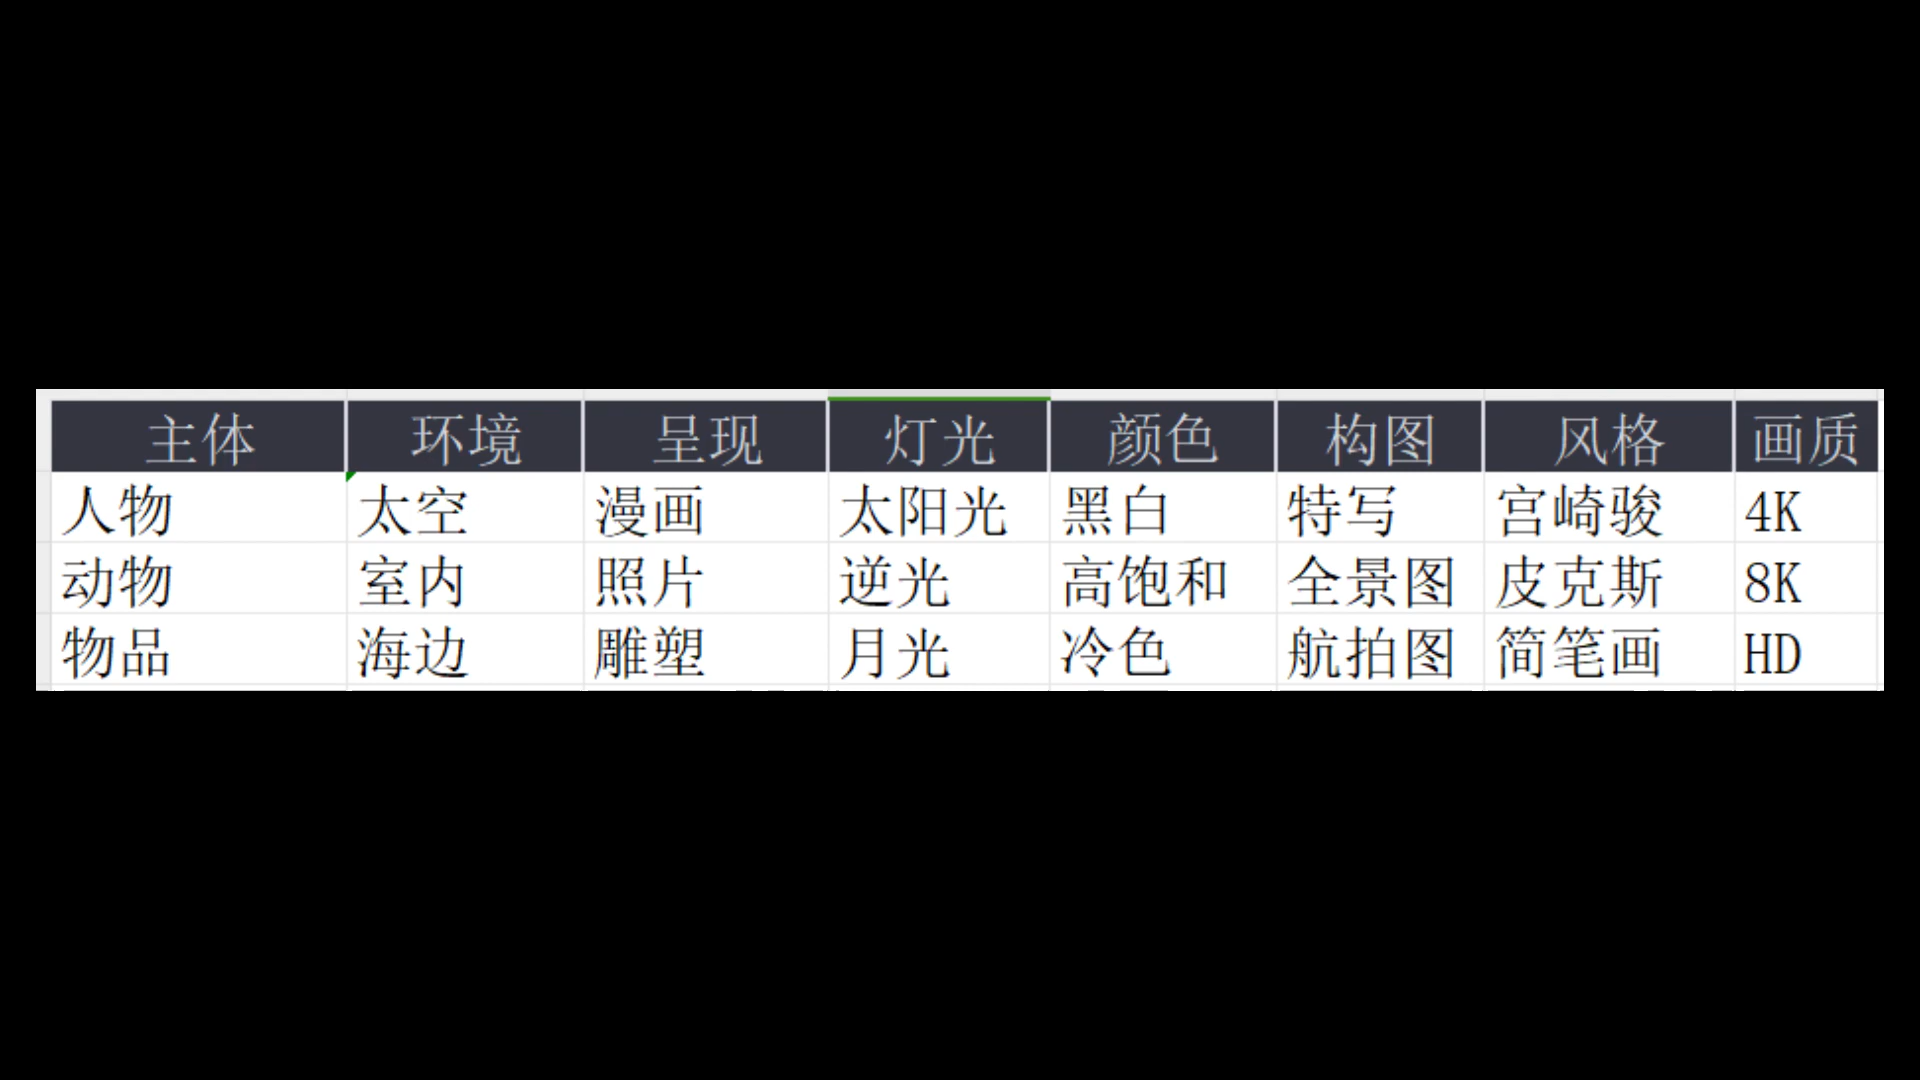 主体 环境 呈现 灯光 颜色 构图 风格 画质
人物 太空 漫画 太阳光 黑白 特写 宫崎骏 4K
动物 室内 照片 逆光 高饱和 全景图 皮克斯 8K
物品 海边 雕塑 月光 冷色 航拍图 简笔画 HD